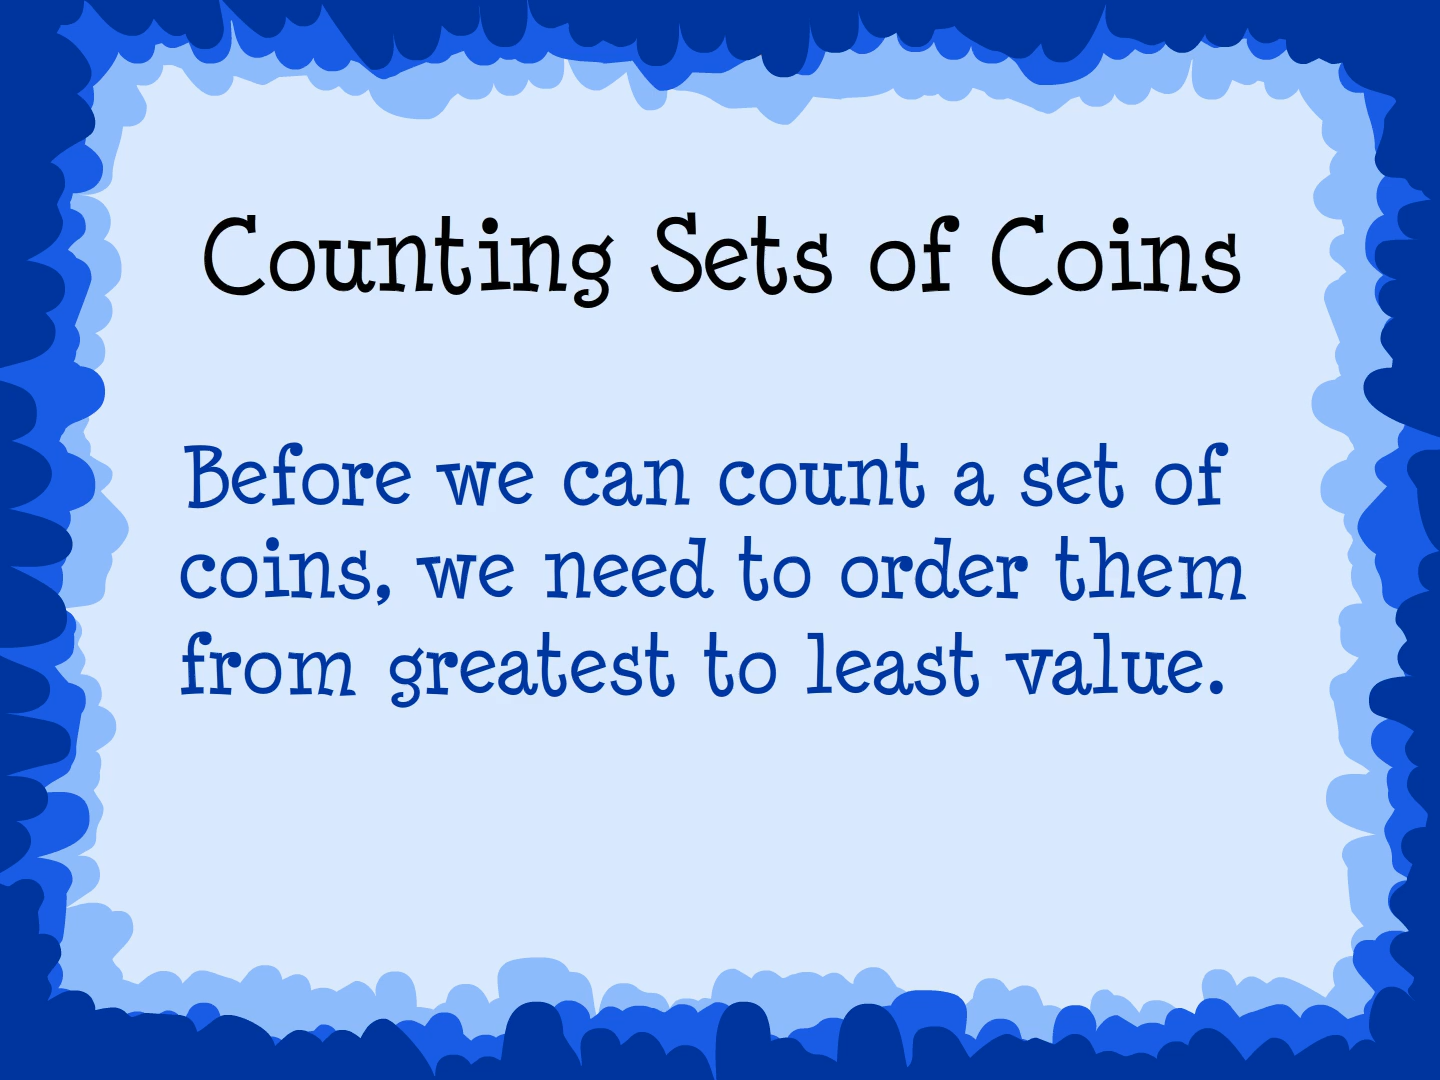 Counting Sets of Coins
Before we can count a set of
coins, we need to order them
from greatest to least value.